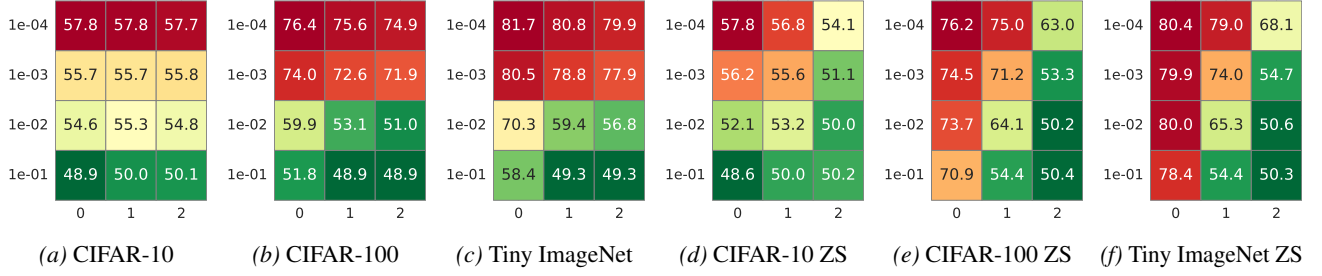 1e-04 57.8 57.8 57.7
1e-03 55.7 55.7 55.8
1e-02 54.6 55.3 54.8
1e-01 48.9 50.0 50.1
0 1 2
(a) CIFAR-10
1e-04 76.4 75.6 74.9
1e-03 74.0 72.6 71.9
1e-02 59.9 53.1 51.0
1e-01 51.8 48.9 48.9
0 1 2
(b) CIFAR-100
1e-04 81.7 80.8 79.9
1e-03 80.5 78.8 77.9
1e-02 70.3 59.4 56.8
1e-01 58.4 49.3 49.3
0 1 2
(c) Tiny ImageNet
1e-04 57.8 56.8 54.1
1e-03 56.2 55.6 51.1
1e-02 52.1 53.2 50.0
1e-01 48.6 50.0 50.2
0 1 2
(d) CIFAR-10 ZS
1e-04 76.2 75.0 63.0
1e-03 74.5 71.2 53.3
1e-02 73.7 64.1 50.2
1e-01 70.9 54.4 50.4
0 1 2
(e) CIFAR-100 ZS
1e-04 80.4 79.0 68.1
1e-03 79.9 74.0 54.7
1e-02 80.0 65.3 50.6
1e-01 78.4 54.4 50.3
0 1 2
(f) Tiny ImageNet ZS